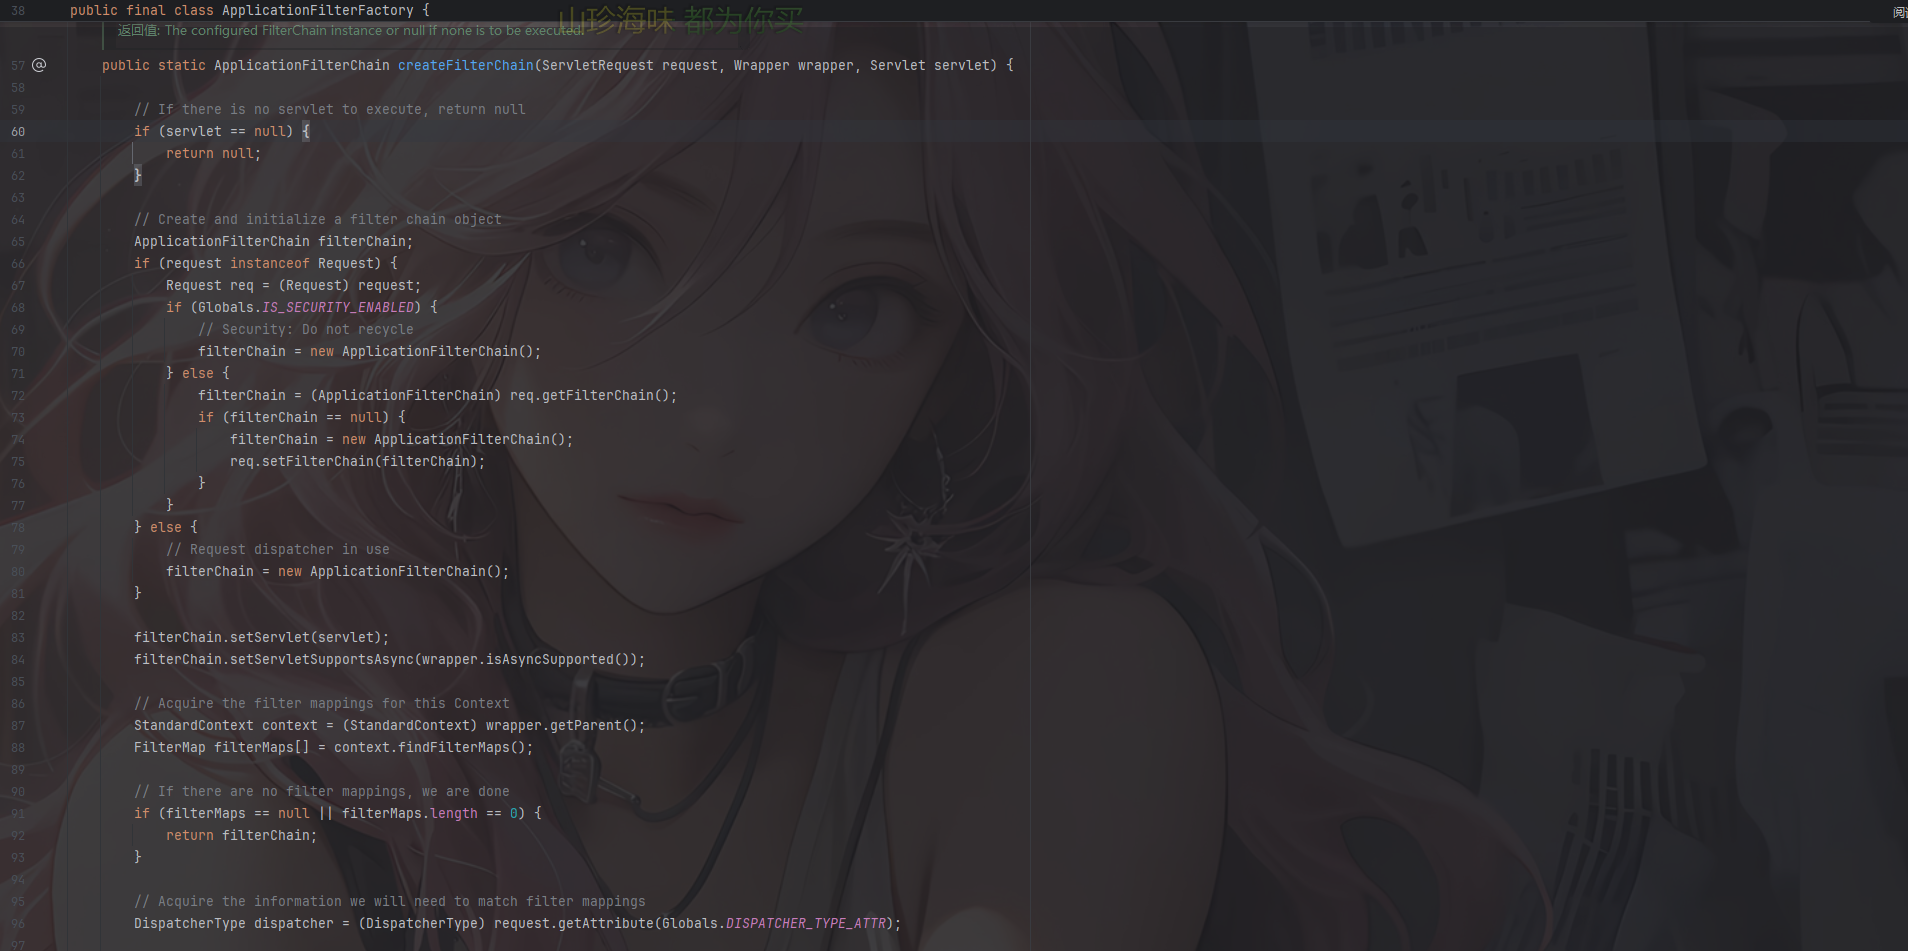 38 public final class ApplicationFilterFactory {
山珍海味 都为你买
返回值: The configured FilterChain instance or null if none is to be executed.
57 @ public static ApplicationFilterChain createFilterChain(ServletRequest request, Wrapper wrapper, Servlet servlet) {
58
59 // If there is no servlet to execute, return null
60 if (servlet == null) {
61 return null;
62 }
63
64 // Create and initialize a filter chain object
65 ApplicationFilterChain filterChain;
66 if (request instanceof Request) {
67 Request req = (Request) request;
68 if (Globals.IS_SECURITY_ENABLED) {
69 // Security: Do not recycle
70 filterChain = new ApplicationFilterChain();
71 } else {
72 filterChain = (ApplicationFilterChain) req.getFilterChain();
73 if (filterChain == null) {
74 filterChain = new ApplicationFilterChain();
75 req.setFilterChain(filterChain);
76 }
77 }
78 } else {
79 // Request dispatcher in use
80 filterChain = new ApplicationFilterChain();
81 }
82
83 filterChain.setServlet(servlet);
84 filterChain.setServletSupportsAsync(wrapper.isAsyncSupported());
85
86 // Acquire the filter mappings for this Context
87 StandardContext context = (StandardContext) wrapper.getParent();
88 FilterMap filterMaps[] = context.findFilterMaps();
89
90 // If there are no filter mappings, we are done
91 if (filterMaps == null || filterMaps.length == 0) {
92 return filterChain;
93 }
94
95 // Acquire the information we will need to match filter mappings
96 DispatcherType dispatcher = (DispatcherType) request.getAttribute(Globals.DISPATCHER_TYPE_ATTR);
97